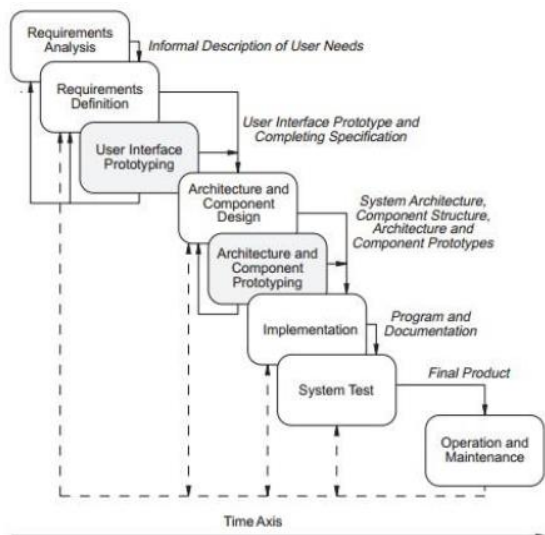 Requirements
Analysis
Informal Description of User Needs
Requirements
Definition
User Interface Prototype and
Completing Specification
User Interface
Prototyping
Architecture and
Component
Design
System Architecture,
Component Structure,
Architecture and
Component Prototypes
Architecture and
Component
Prototyping
Implementation
Program and
Documentation
System Test
Final Product
Operation and
Maintenance
Time Axis